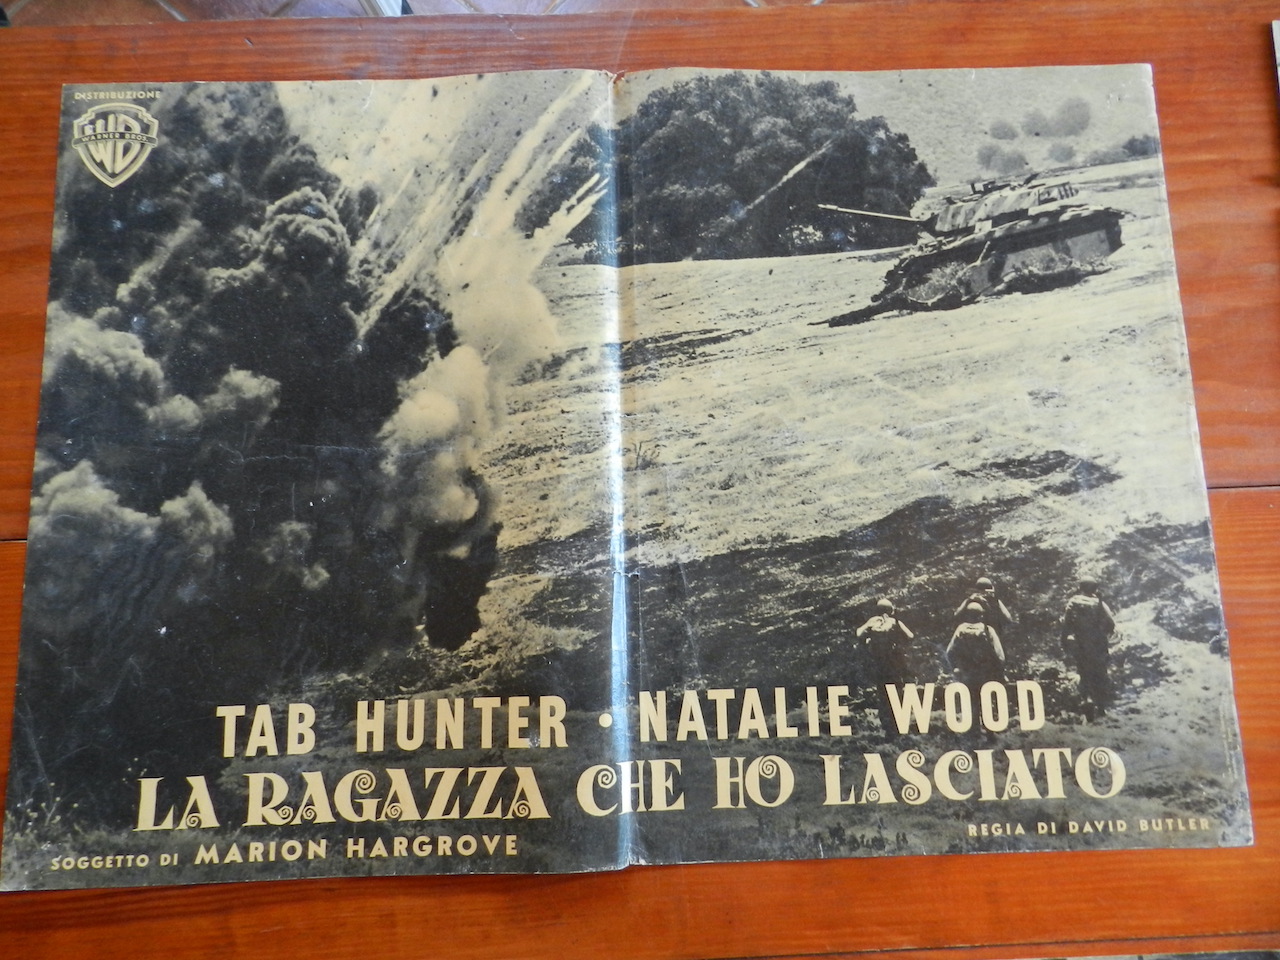 DISTRIBUZIONE
WB
WARNER BROS.
TAB HUNTER • NATALIE WOOD
LA RAGAZZA CHE HO LASCIATO
SOGGETTO DI MARION HARGROVE
REGIA DI DAVID BUTLER